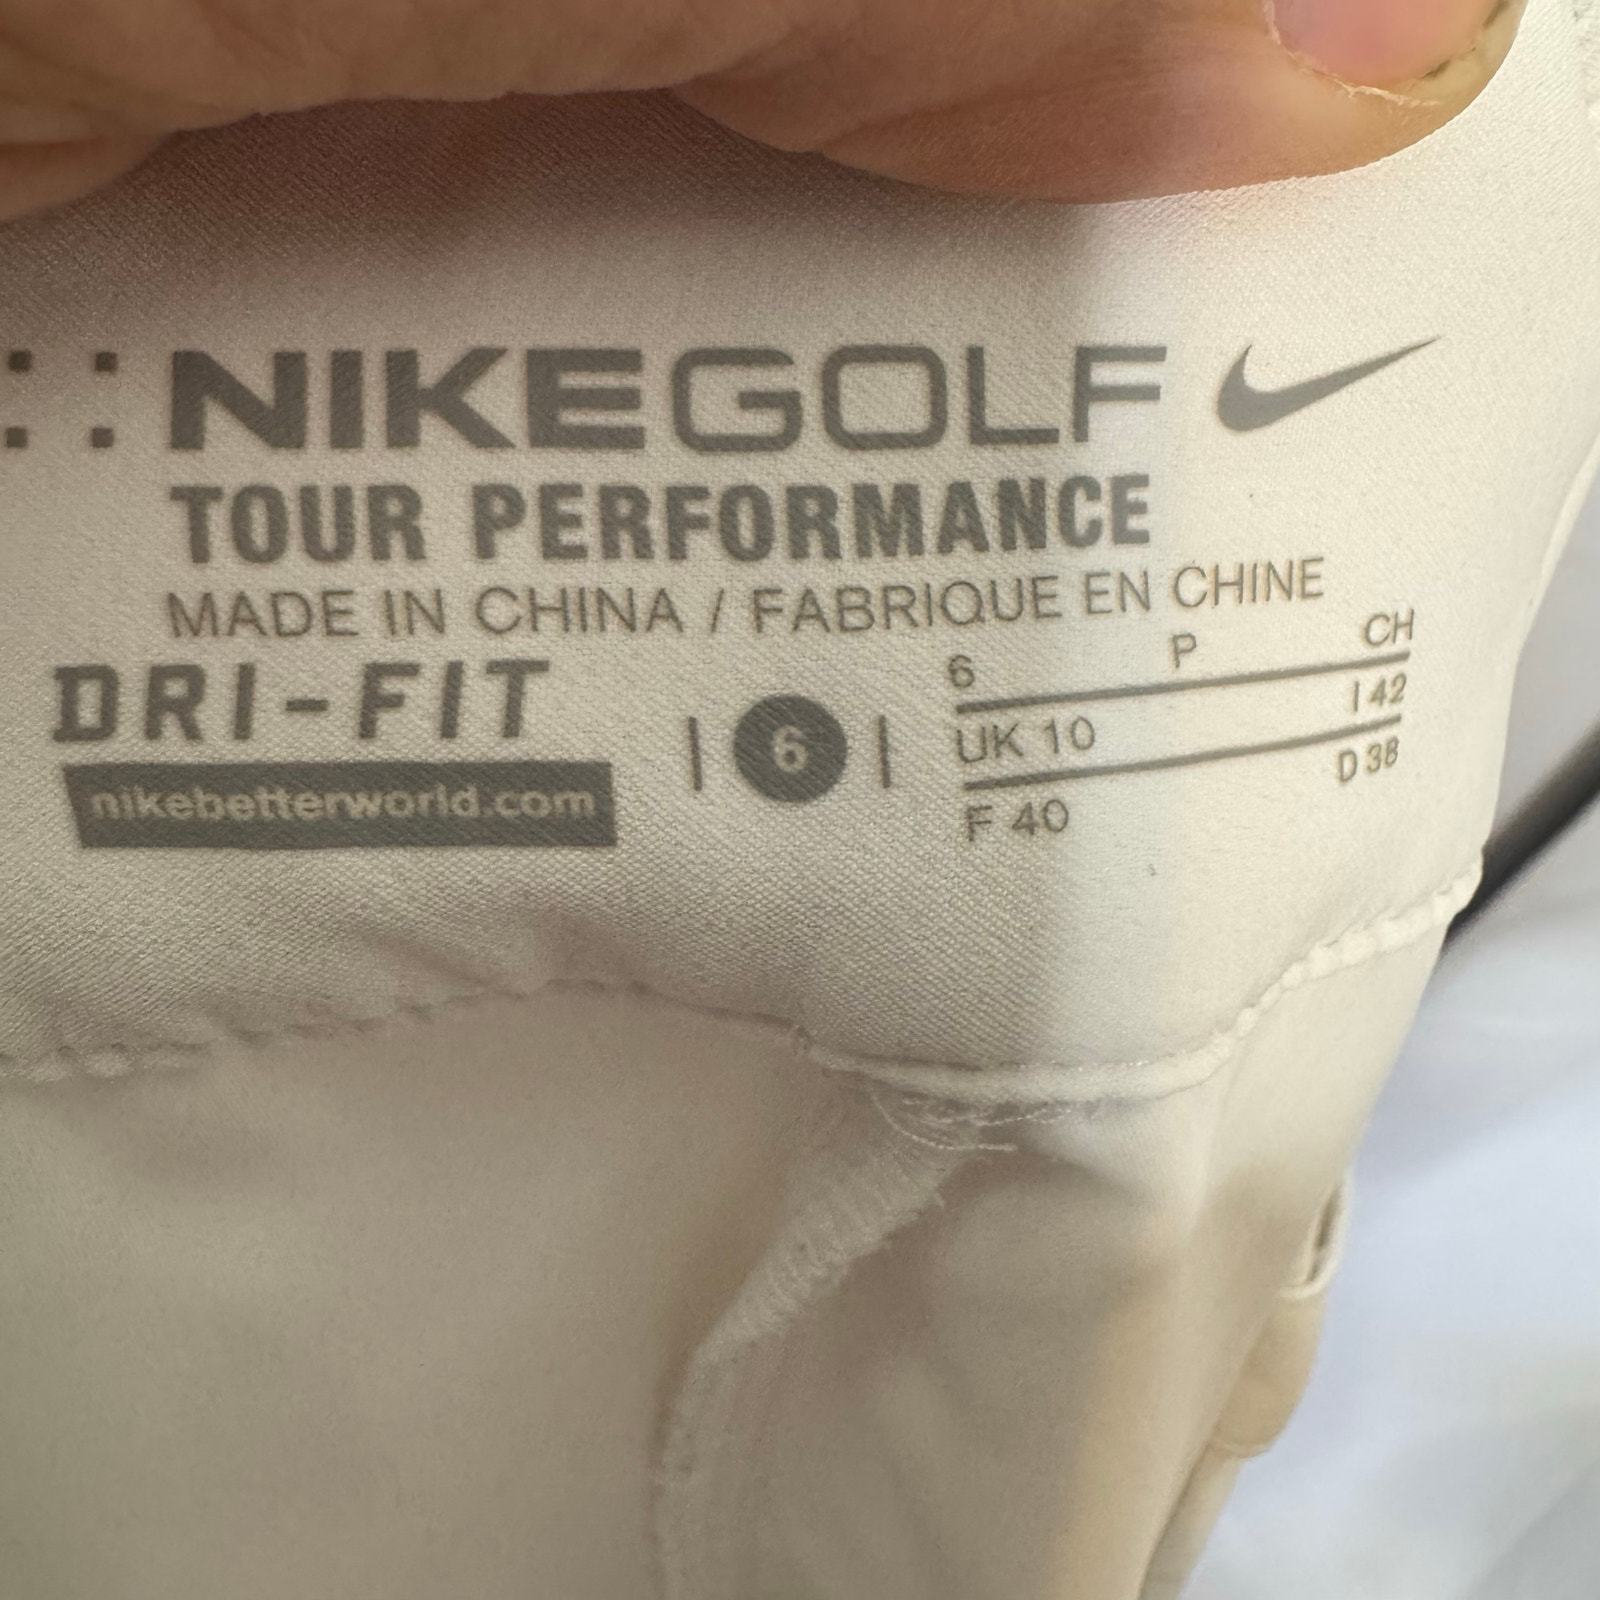 NIKEGOLF
TOUR PERFORMANCE
MADE IN CHINA / FABRIQUE EN CHINE
DRI-FIT
nikebetterworld.com
6
6 P CH
UK 10 I 42
F 40 D 38